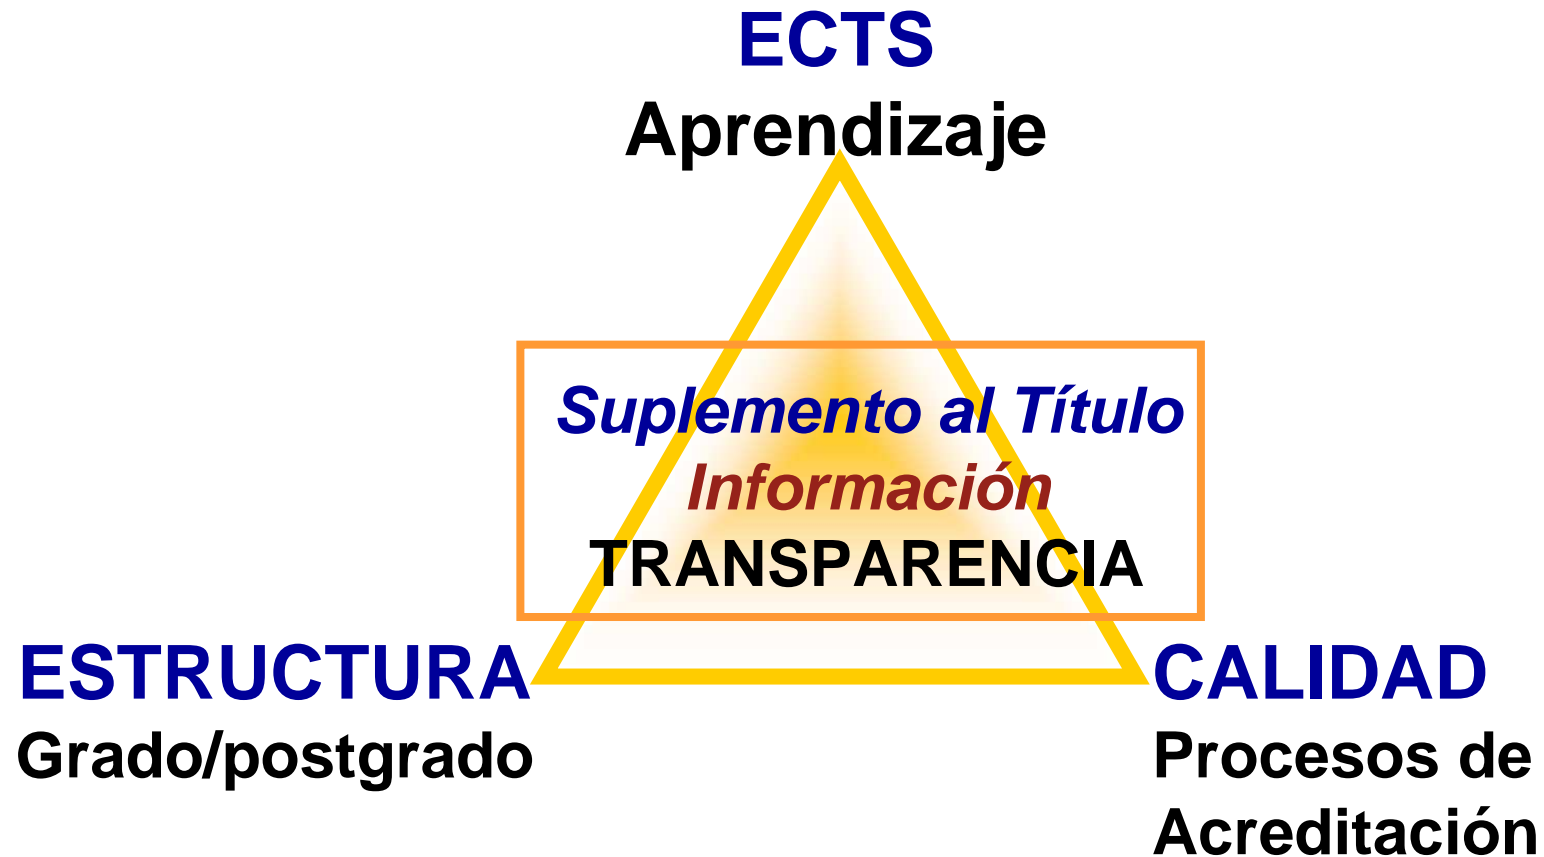 ECTS
Aprendizaje
Suplemento al Título
Información
TRANSPARENCIA
ESTRUCTURA
Grado/postgrado
CALIDAD
Procesos de
Acreditación